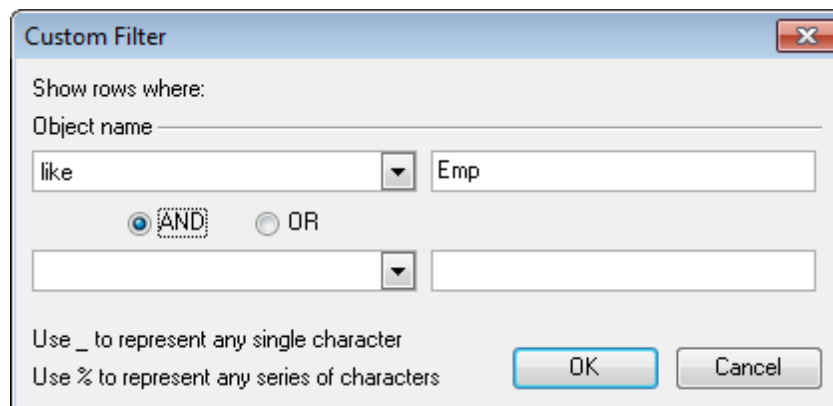 Custom Filter
Show rows where:
Object name
like Emp
AND OR
Use _ to represent any single character
Use % to represent any series of characters
OK Cancel